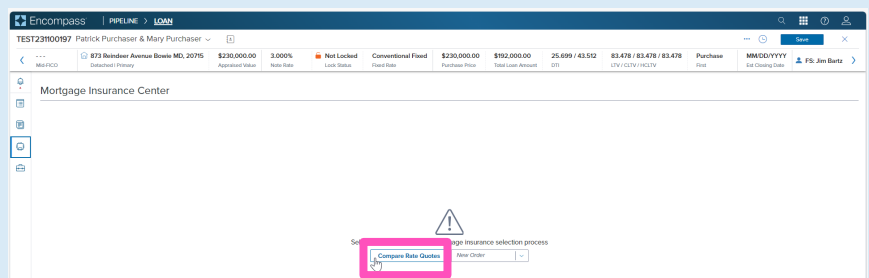 Encompass® | PIPELINE > LOAN
TEST231100197 Patrick Purchaser & Mary Purchaser
Save
--- 873 Reindeer Avenue Bowie MD, 20715 $230,000.00 3.000% Not Locked Conventional Fixed $230,000.00 $192,000.00 25.699 / 43.512 83.478 / 83.478 / 83.478 Purchase MM/DD/YYYY FS: Jim Bartz
Mid-FICO Detached | Primary Appraised Value Note Rate Lock Status Fixed Rate Purchase Price Total Loan Amount DTI LTV / CLTV / HCLTV First Est Closing Date
Mortgage Insurance Center
insurance selection process
Compare Rate Quotes New Order